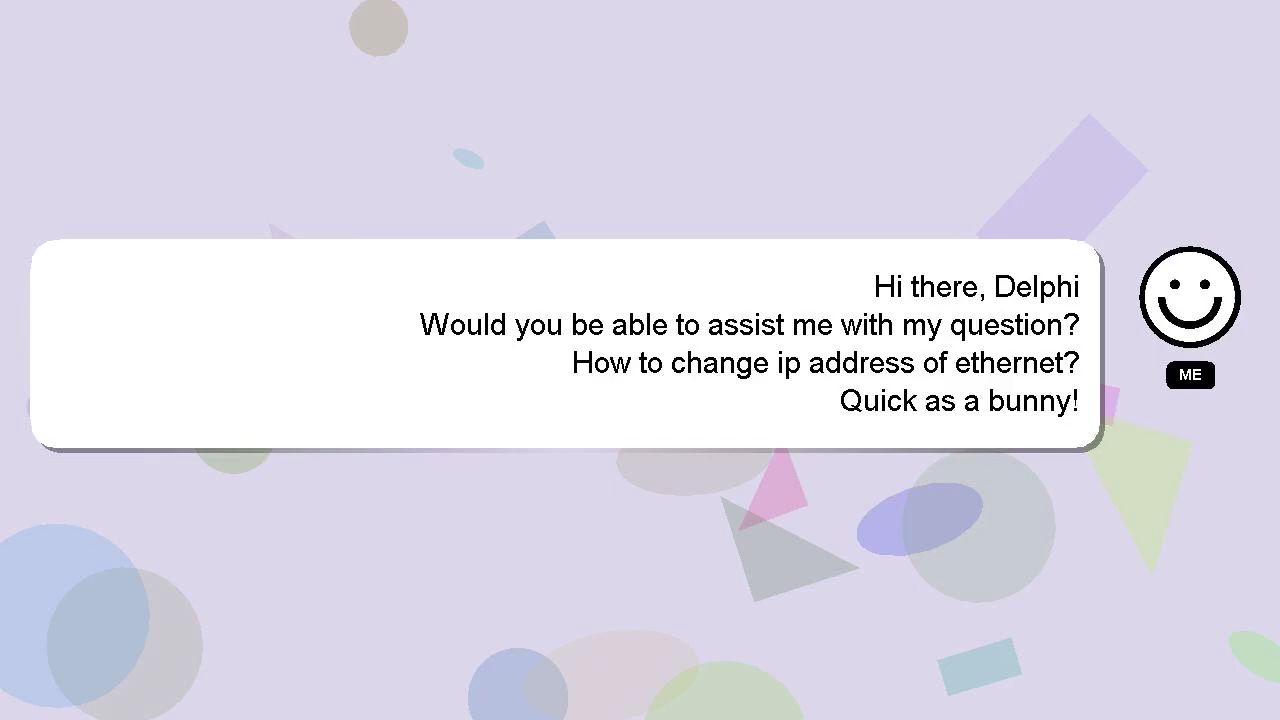 Hi there, Delphi
Would you be able to assist me with my question?
How to change ip address of ethernet?
Quick as a bunny!
ME